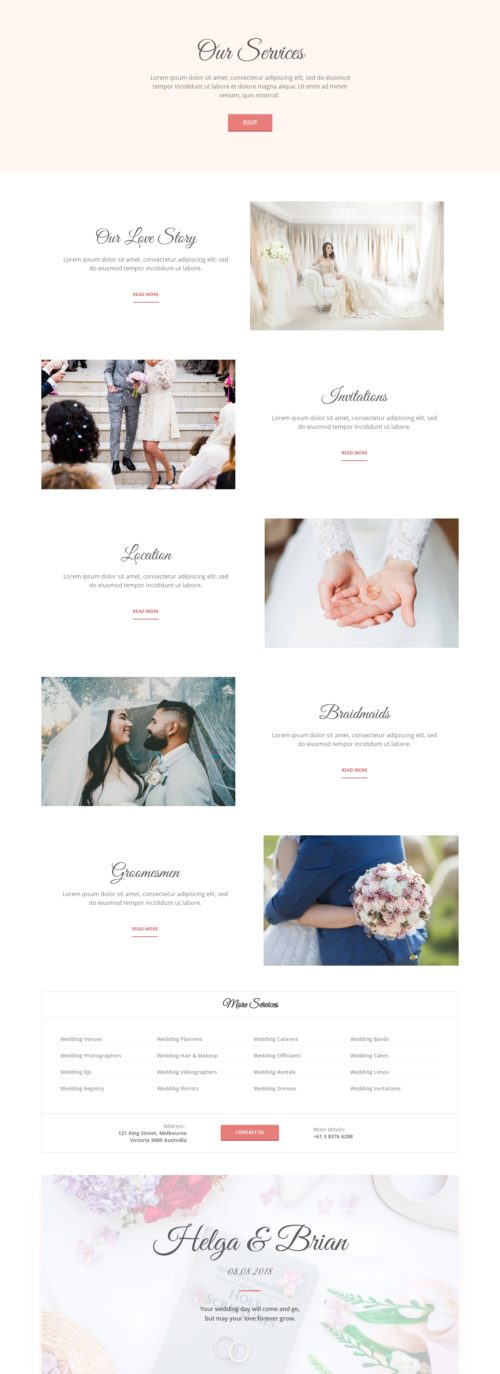 Our Services
Lorem ipsum dolor sit amet, consectetur adipiscing elit, sed do eiusmod
tempor incididunt ut labore et dolore magna aliqua. Ut enim ad minim
veniam, quis nostrud.
RSVP
Our Love Story
Lorem ipsum dolor sit amet, consectetur adipiscing elit, sed
do eiusmod tempor incididunt ut labore.
READ MORE
Invitations
Lorem ipsum dolor sit amet, consectetur adipiscing elit, sed
do eiusmod tempor incididunt ut labore.
READ MORE
Location
Lorem ipsum dolor sit amet, consectetur adipiscing elit, sed
do eiusmod tempor incididunt ut labore.
READ MORE
Braidmaids
Lorem ipsum dolor sit amet, consectetur adipiscing elit, sed
do eiusmod tempor incididunt ut labore.
READ MORE
Groomesmen
Lorem ipsum dolor sit amet, consectetur adipiscing elit, sed
do eiusmod tempor incididunt ut labore.
READ MORE
More Services
Wedding Venues
Wedding Planners
Wedding Caterers
Wedding Bands
Wedding Photographers
Wedding Hair & Makeup
Wedding Officiants
Wedding Cakes
Wedding DJs
Wedding Videographers
Wedding Rentals
Wedding Limos
Wedding Registry
Wedding Florists
Wedding Dresses
Wedding Invitations
Address:
121 King Street, Melbourne
Victoria 3000 Australia
CONTACT US
More details:
+61 3 8376 6288
Helga & Brian
08.08.2018
HOLY
SCRIPTURES
Your wedding day will come and go,
but may your love forever grow.